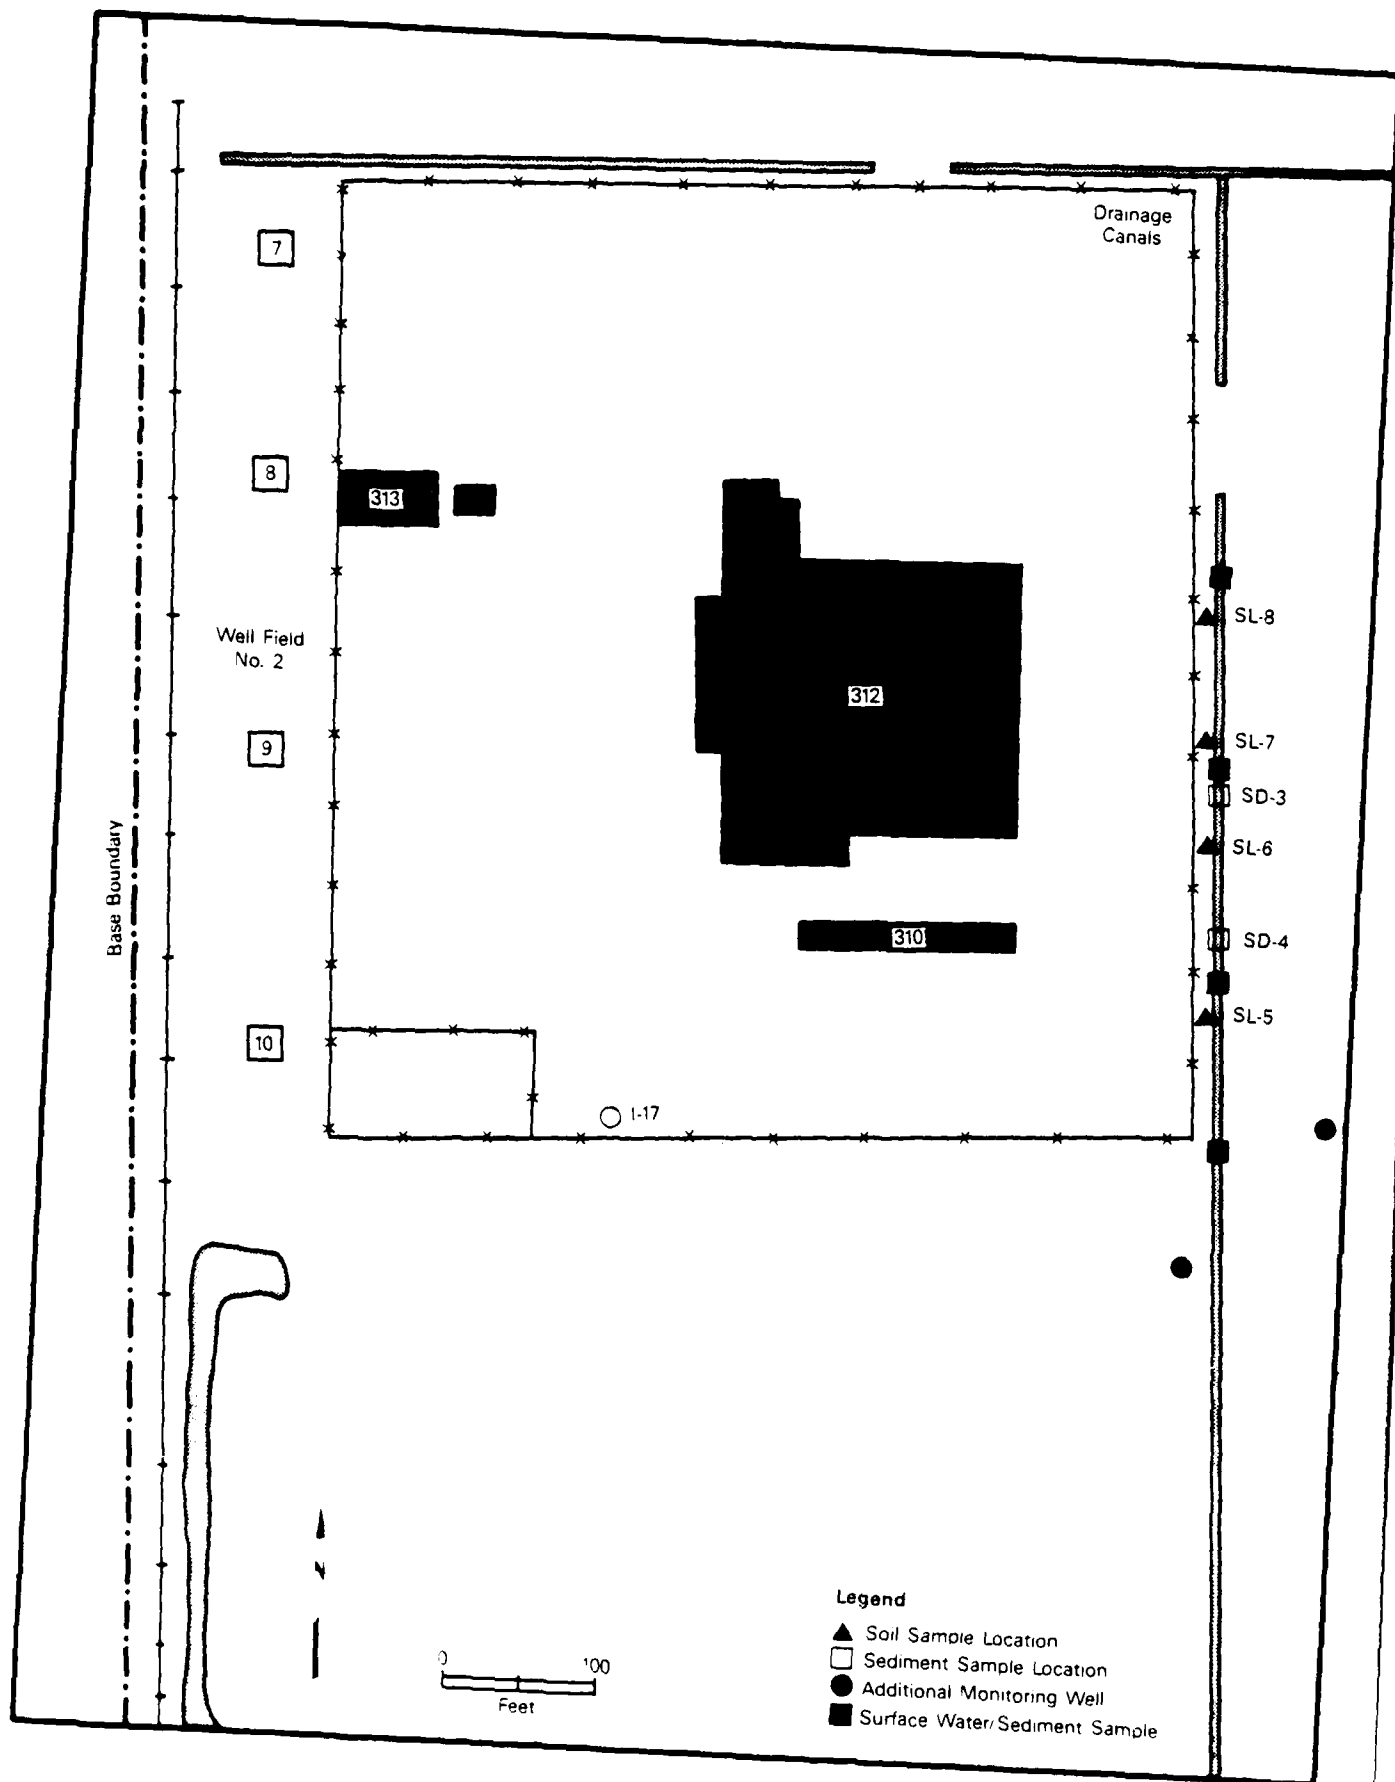 Drainage
Canals
7
8
313
SL-8
Well Field
No. 2
312
SL-7
9
SD-3
SL-6
Base Boundary
310
SD-4
SL-5
10
I-17
N
Legend
Soil Sample Location
Sediment Sample Location
Additional Monitoring Well
Surface Water/Sediment Sample
0
100
Feet